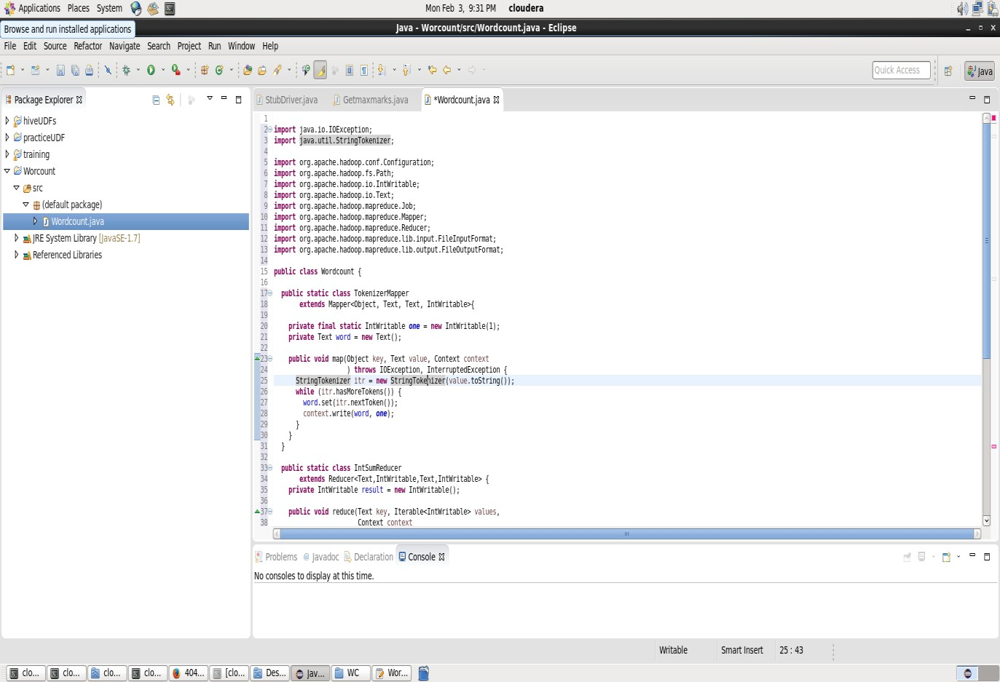 Applications Places System Mon Feb 3, 9:31 PM cloudera
Browse and run installed applications
Java - Worcount/src/Wordcount.java - Eclipse
File Edit Source Refactor Navigate Search Project Run Window Help
Quick Access
Java
Package Explorer
hiveUDFs
practiceUDF
training
Worcount
src
(default package)
Wordcount.java
JRE System Library [JavaSE-1.7]
Referenced Libraries
StubDriver.java Getmaxmarks.java *Wordcount.java
1
2 import java.io.IOException;
3 import java.util.StringTokenizer;
4
5 import org.apache.hadoop.conf.Configuration;
6 import org.apache.hadoop.fs.Path;
7 import org.apache.hadoop.io.IntWritable;
8 import org.apache.hadoop.io.Text;
9 import org.apache.hadoop.mapreduce.Job;
10 import org.apache.hadoop.mapreduce.Mapper;
11 import org.apache.hadoop.mapreduce.Reducer;
12 import org.apache.hadoop.mapreduce.lib.input.FileInputFormat;
13 import org.apache.hadoop.mapreduce.lib.output.FileOutputFormat;
14
15 public class Wordcount {
16
17 public static class TokenizerMapper
18 extends Mapper<Object, Text, Text, IntWritable>{
19
20 private final static IntWritable one = new IntWritable(1);
21 private Text word = new Text();
22
23 public void map(Object key, Text value, Context context
24 ) throws IOException, InterruptedException {
25 StringTokenizer itr = new StringTokenizer(value.toString());
26 while (itr.hasMoreTokens()) {
27 word.set(itr.nextToken());
28 context.write(word, one);
29 }
30 }
31 }
32
33 public static class IntSumReducer
34 extends Reducer<Text,IntWritable,Text,IntWritable> {
35 private IntWritable result = new IntWritable();
36
37 public void reduce(Text key, Iterable<IntWritable> values,
38 Context context
Problems @ Javadoc Declaration Console
No consoles to display at this time.
Writable Smart Insert 25 : 43
clo... clo... clo... clo... 404... [clo... Des... Jav... WC Wor...